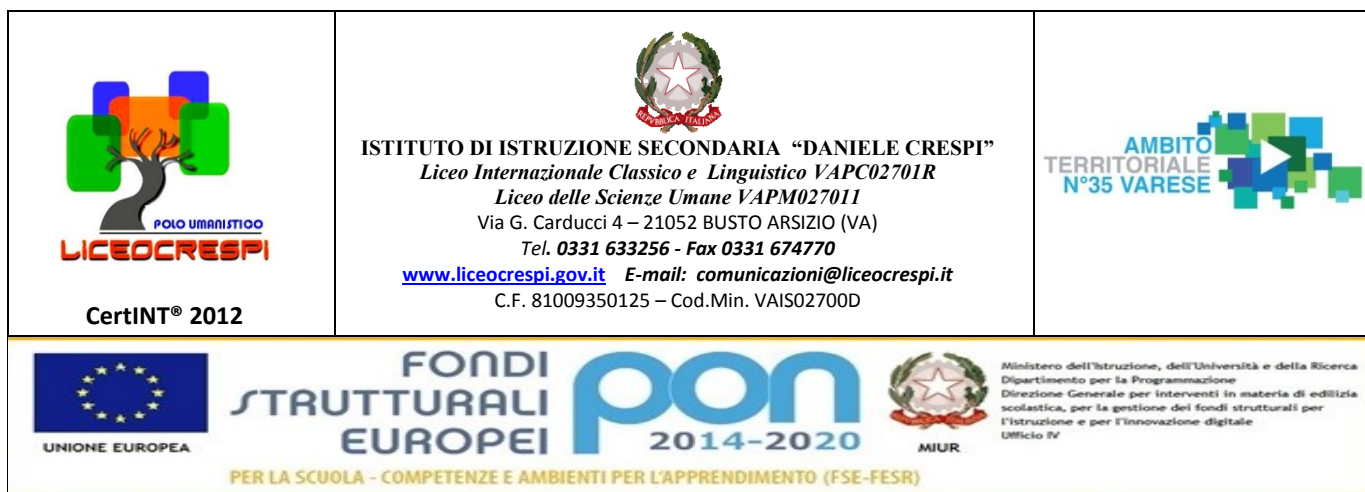 POLO UMANISTICO
LICEOCRESPI
CertINT® 2012
REPVBBLICA ITALIANA
ISTITUTO DI ISTRUZIONE SECONDARIA “DANIELE CRESPI”
Liceo Internazionale Classico e Linguistico VAPC02701R
Liceo delle Scienze Umane VAPM027011
Via G. Carducci 4 – 21052 BUSTO ARSIZIO (VA)
Tel. 0331 633256 - Fax 0331 674770
www.liceocrespi.gov.it E-mail: comunicazioni@liceocrespi.it
C.F. 81009350125 – Cod.Min. VAIS02700D
AMBITO
TERRITORIALE
N°35 VARESE
UNIONE EUROPEA
FONDI
STRUTTURALI
EUROPEI
pon
2014-2020
MIUR
Ministero dell'Istruzione, dell'Università e della Ricerca
Dipartimento per la Programmazione
Direzione Generale per interventi in materia di edilizia
scolastica, per la gestione dei fondi strutturali per
l'istruzione e per l'innovazione digitale
Ufficio IV
PER LA SCUOLA - COMPETENZE E AMBIENTI PER L'APPRENDIMENTO (FSE-FESR)